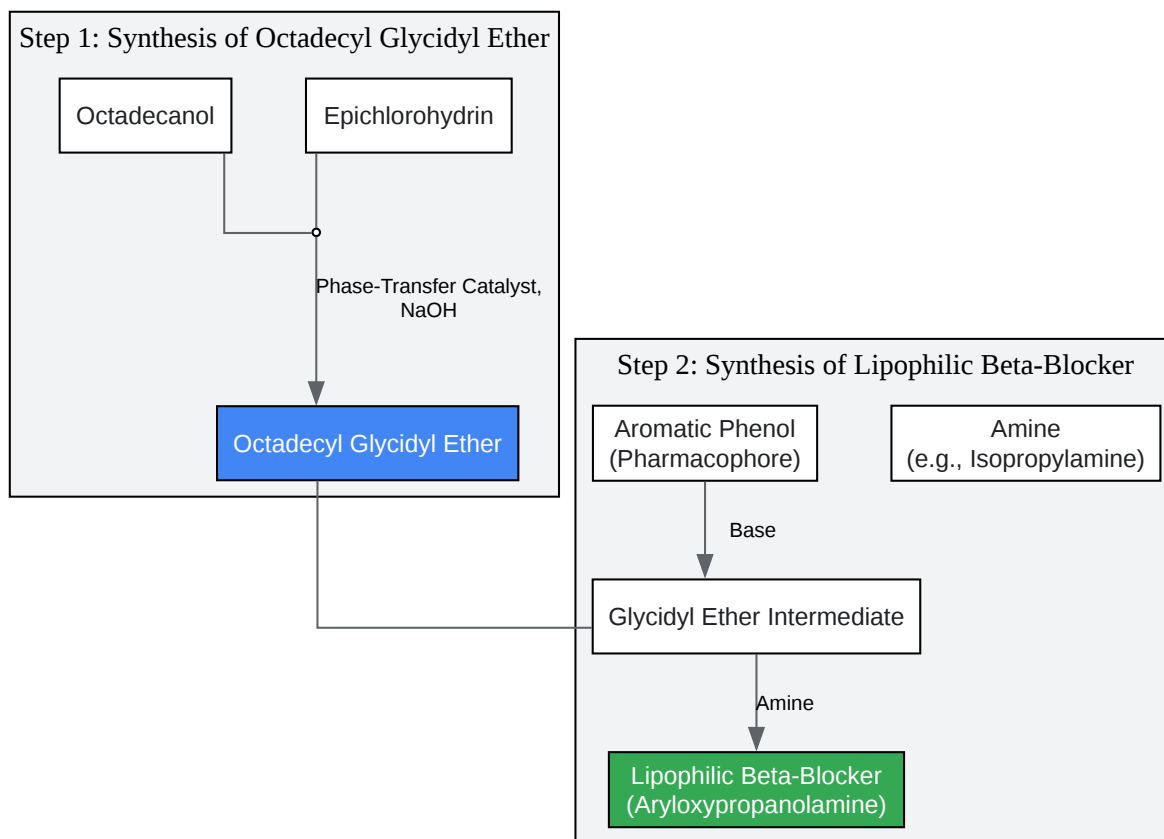 Step 1: Synthesis of Octadecyl Glycidyl Ether
Octadecanol
Epichlorohydrin
Phase-Transfer Catalyst,
NaOH
Octadecyl Glycidyl Ether
Step 2: Synthesis of Lipophilic Beta-Blocker
Aromatic Phenol
(Pharmacophore)
Amine
(e.g., Isopropylamine)
Base
Glycidyl Ether Intermediate
Amine
Lipophilic Beta-Blocker
(Aryloxypropanolamine)